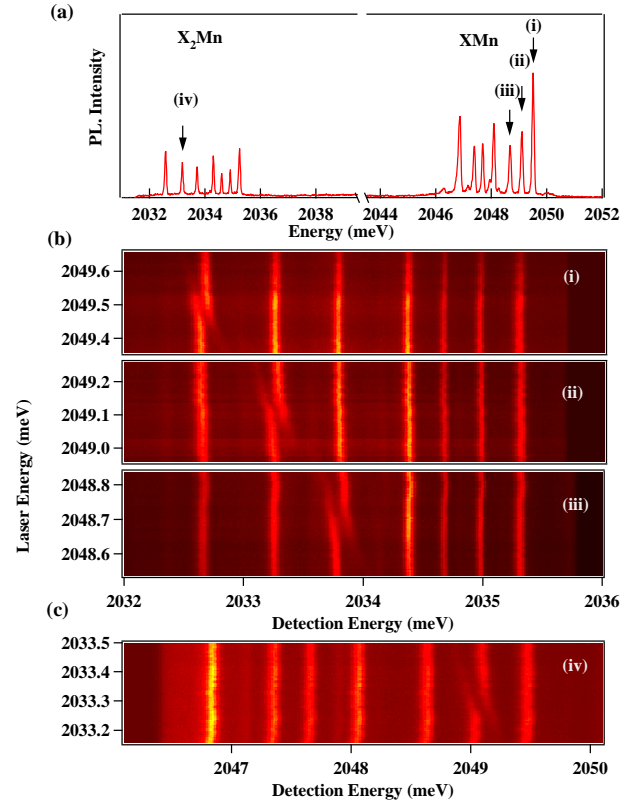 (a)
X2Mn
XMn
(i)
(ii)
(iii)
(iv)
PL. Intensity
2032 2034 2036 2038 2044 2046 2048 2050 2052
Energy (meV)
(b)
2049.6
2049.5
2049.4
(i)
2049.2
2049.1
2049.0
(ii)
2048.8
2048.7
2048.6
(iii)
Laser Energy (meV)
2032 2033 2034 2035 2036
Detection Energy (meV)
(c)
2033.5
2033.4
2033.3
2033.2
(iv)
2047 2048 2049 2050
Detection Energy (meV)